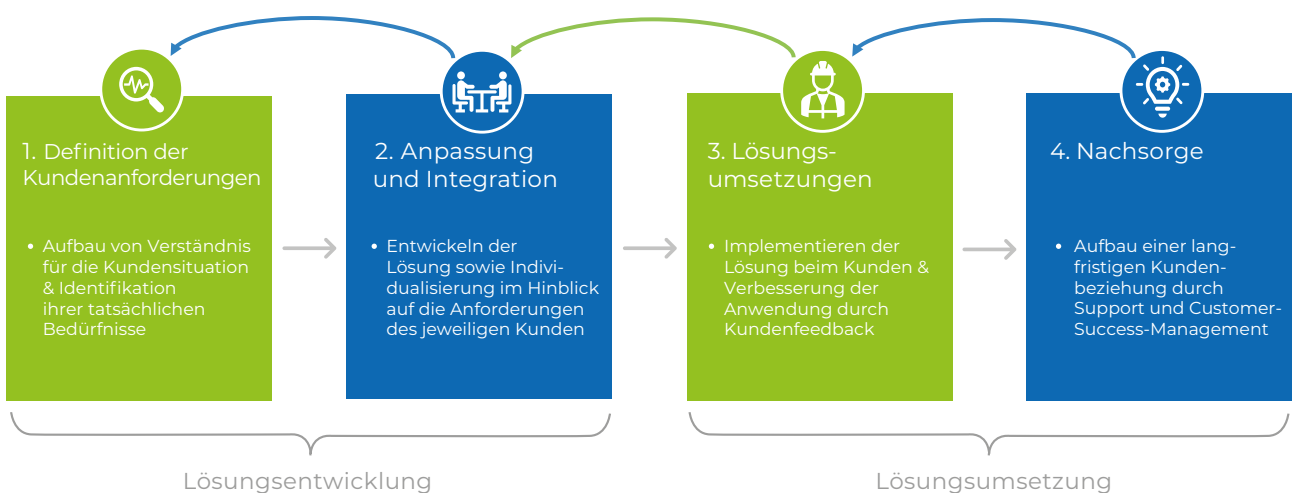 1. Definition der
Kundenanforderungen
• Aufbau von Verständnis
für die Kundensituation
& Identifikation
ihrer tatsächlichen
Bedürfnisse
2. Anpassung
und Integration
• Entwickeln der
Lösung sowie Indivi-
dualisierung im Hinblick
auf die Anforderungen
des jeweiligen Kunden
3. Lösungs-
umsetzungen
• Implementieren der
Lösung beim Kunden &
Verbesserung der
Anwendung durch
Kundenfeedback
4. Nachsorge
• Aufbau einer lang-
fristigen Kunden-
beziehung durch
Support und Customer-
Success-Management
Lösungsentwicklung
Lösungsumsetzung